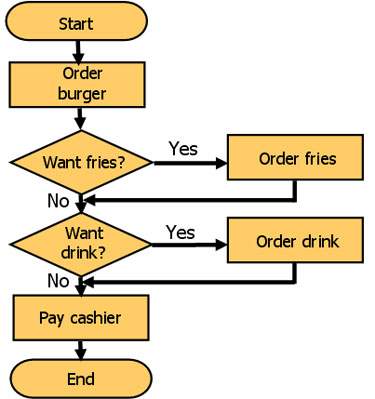 Start
Order
burger
Want fries?
Yes
Order fries
No
Want
drink?
Yes
Order drink
No
Pay cashier
End